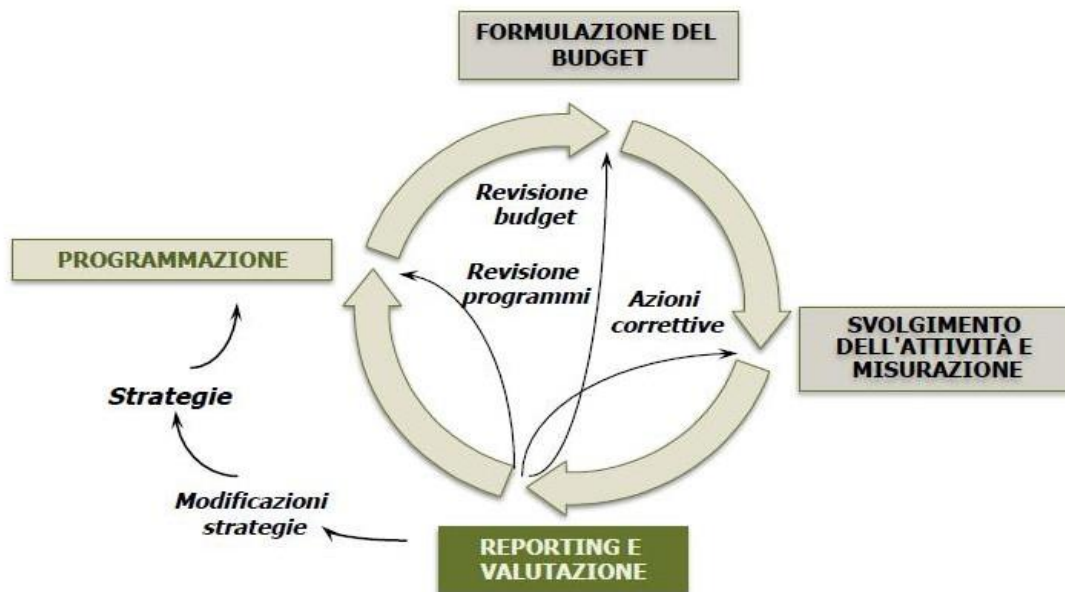 FORMULAZIONE DEL
BUDGET
Revisione
budget
PROGRAMMAZIONE
Revisione
programmi
Azioni
correttive
SVOLGIMENTO
DELL'ATTIVITÀ E
MISURAZIONE
Strategie
Modificazioni
strategie
REPORTING E
VALUTAZIONE